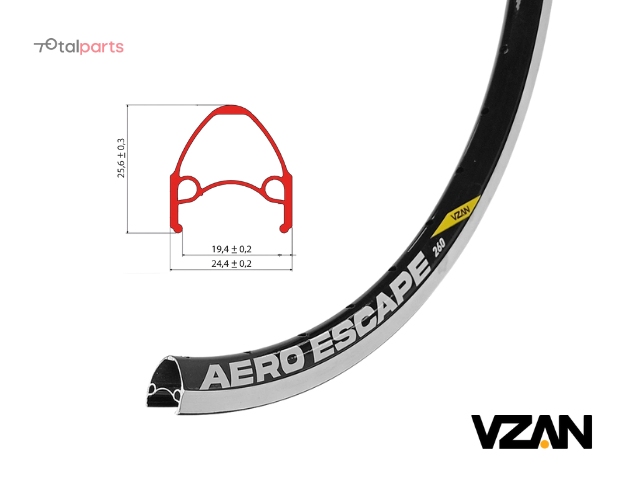 Totalparts
25,6 ± 0,3
19,4 ± 0,2
24,4 ± 0,2
VZAN
260
AERO ESCAPE
VZAN